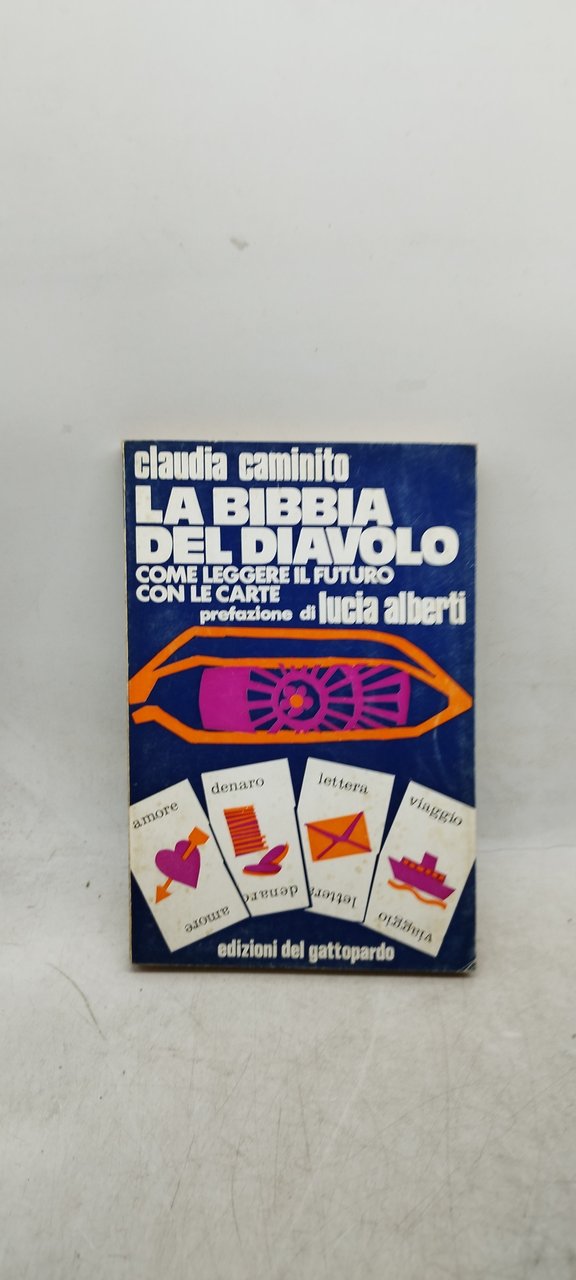 claudia caminito
LA BIBBIA
DEL DIAVOLO
COME LEGGERE IL FUTURO
CON LE CARTE
prefazione di lucia alberti
amore
denaro
lettera
viaggio
amore
denaro
lettera
viaggio
edizioni del gattopardo